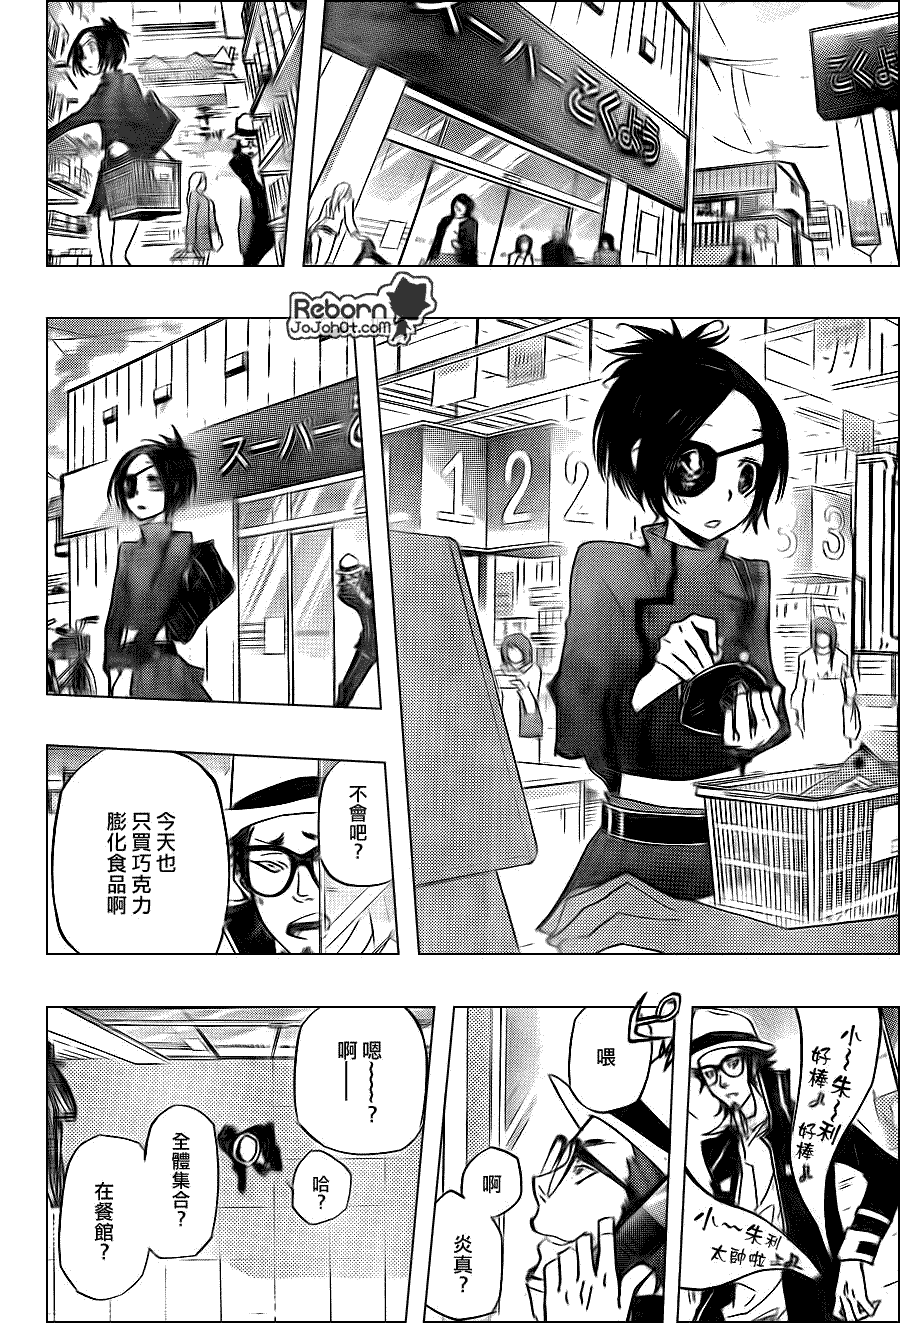 こくよ
スーパーこくよう
Reborn
JoJoHOt.com
1
2
2
3
3
スーパーこ
不會吧？
今天也
只買巧克力
膨化食品啊
小～朱～利
好棒♪
好棒♪
小～朱利
太帥啦♪
喂
啊
炎真？
嗯～～～？
啊——
哈？
全體集合？
在餐館？